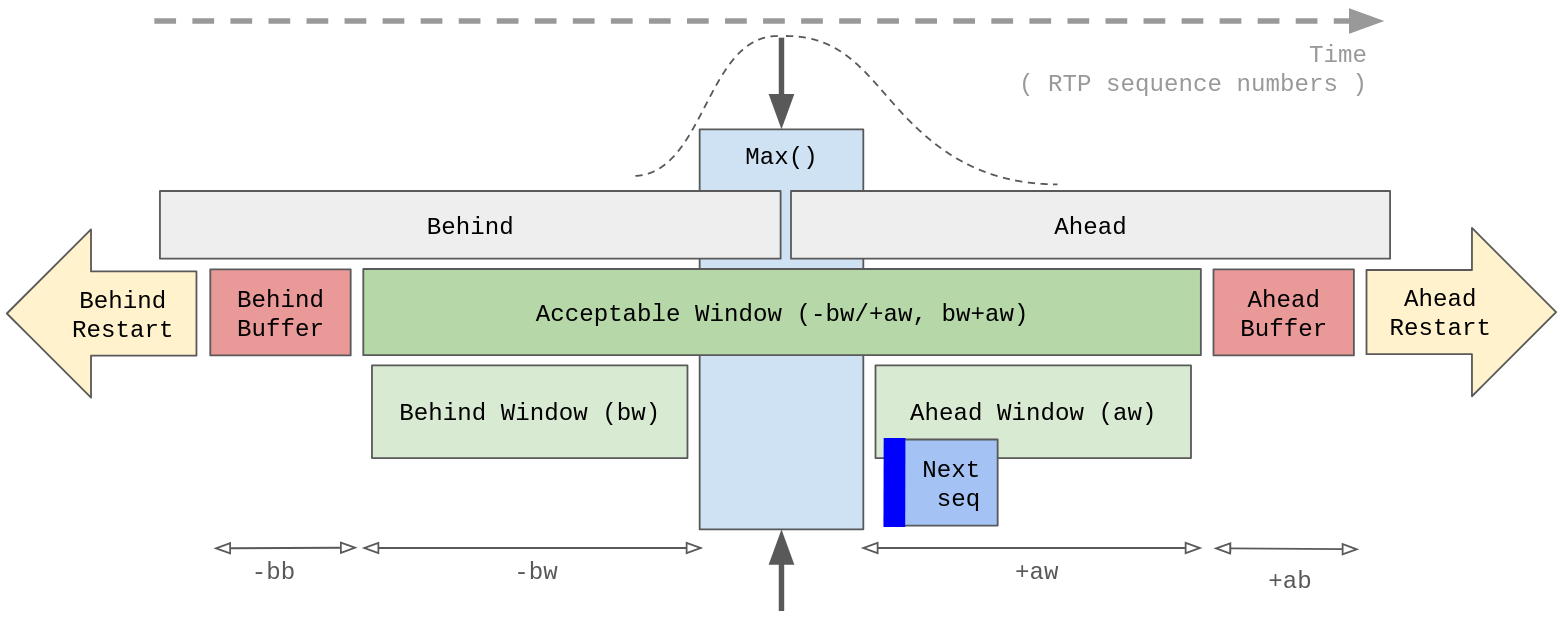 Time
( RTP sequence numbers )
Max()
Behind
Ahead
Behind
Restart
Behind
Buffer
Acceptable Window (-bw/+aw, bw+aw)
Ahead
Buffer
Ahead
Restart
Behind Window (bw)
Ahead Window (aw)
Next
seq
-bb
-bw
+aw
+ab